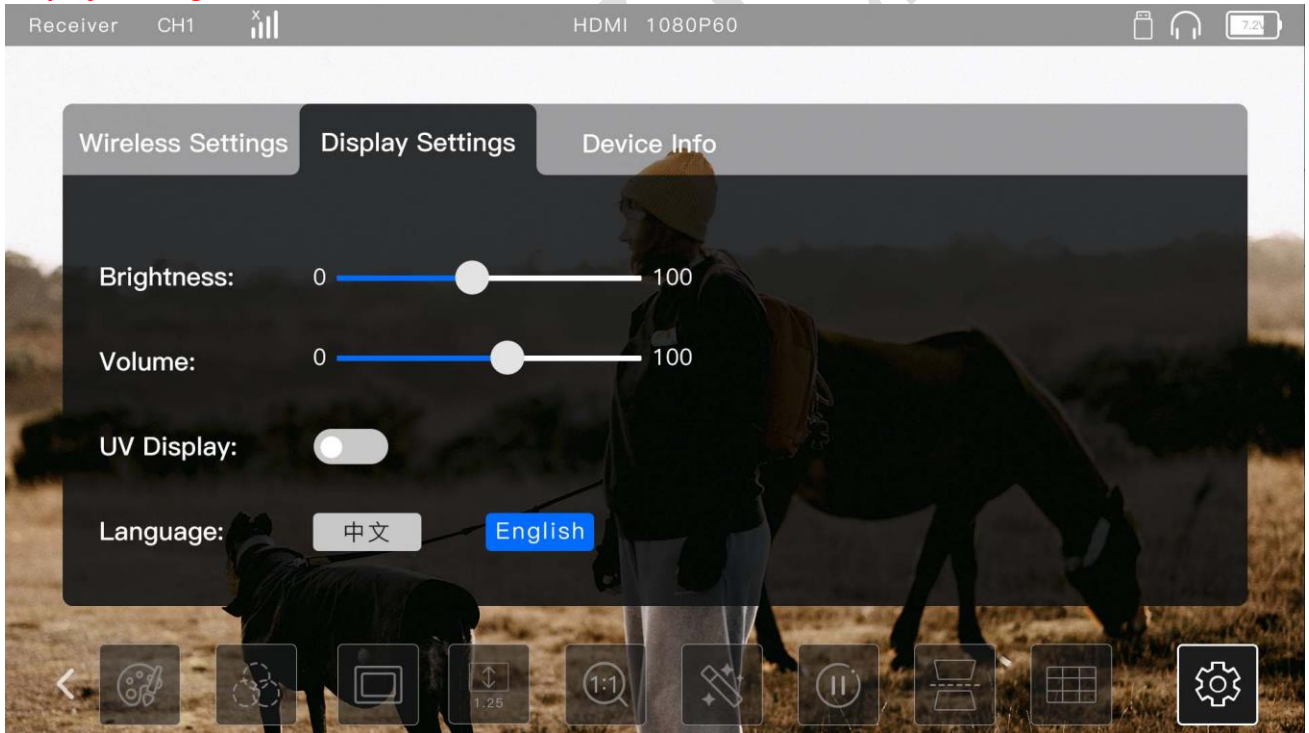 Receiver CH1 x HDMI 1080P60 7.2V
Wireless Settings Display Settings Device Info
Brightness: 0 100
Volume: 0 100
UV Display:
Language: 中文 English
1.25 1:1